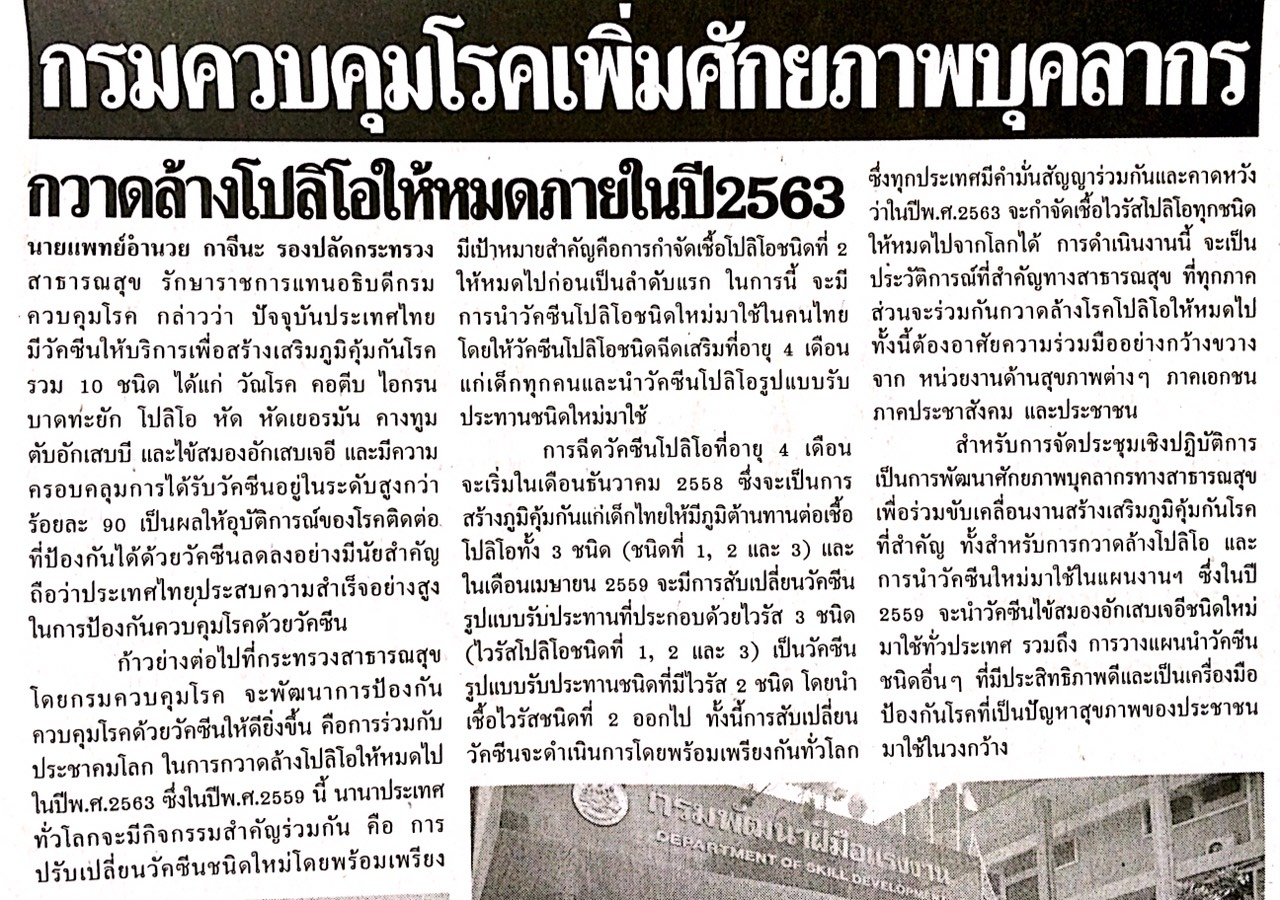 กรมควบคุมโรคเพิ่มศักยภาพบุคลากร
กวาดล้างโปลิโอให้หมดภายในปี2563
นายแพทย์อำนวย กาจีนะ รองปลัดกระทรวง
สาธารณสุข รักษาราชการแทนอธิบดีกรม
ควบคุมโรค กล่าวว่า ปัจจุบันประเทศไทย
มีวัคซีนให้บริการเพื่อสร้างเสริมภูมิคุ้มกันโรค
รวม 10 ชนิด ได้แก่ วัณโรค คอตีบ ไอกรน
บาดทะยัก โปลิโอ หัด หัดเยอรมัน คางทูม
ตับอักเสบบี และไข้สมองอักเสบเจอี และมีความ
ครอบคลุมการได้รับวัคซีนอยู่ในระดับสูงกว่า
ร้อยละ 90 เป็นผลให้อุบัติการณ์ของโรคติดต่อ
ที่ป้องกันได้ด้วยวัคซีนลดลงอย่างมีนัยสำคัญ
ถือว่าประเทศไทยประสบความสำเร็จอย่างสูง
ในการป้องกันควบคุมโรคด้วยวัคซีน
ก้าวย่างต่อไปที่กระทรวงสาธารณสุข
โดยกรมควบคุมโรค จะพัฒนาการป้องกัน
ควบคุมโรคด้วยวัคซีนให้ดียิ่งขึ้น คือการร่วมกับ
ประชาคมโลก ในการกวาดล้างโปลิโอให้หมดไป
ในปีพ.ศ.2563 ซึ่งในปีพ.ศ.2559 นี้ นานาประเทศ
ทั่วโลกจะมีกิจกรรมสำคัญร่วมกัน คือ การ
ปรับเปลี่ยนวัคซีนชนิดใหม่โดยพร้อมเพรียง
มีเป้าหมายสำคัญคือการกำจัดเชื้อโปลิโอชนิดที่ 2
ให้หมดไปก่อนเป็นลำดับแรก ในการนี้ จะมี
การนำวัคซีนโปลิโอชนิดใหม่มาใช้ในคนไทย
โดยให้วัคซีนโปลิโอชนิดฉีดเสริมที่อายุ 4 เดือน
แก่เด็กทุกคนและนำวัคซีนโปลิโอรูปแบบรับ
ประทานชนิดใหม่มาใช้
การฉีดวัคซีนโปลิโอที่อายุ 4 เดือน
จะเริ่มในเดือนธันวาคม 2558 ซึ่งจะเป็นการ
สร้างภูมิคุ้มกันแก่เด็กไทยให้มีภูมิต้านทานต่อเชื้อ
โปลิโอทั้ง 3 ชนิด (ชนิดที่ 1, 2 และ 3) และ
ในเดือนเมษายน 2559 จะมีการสับเปลี่ยนวัคซีน
รูปแบบรับประทานที่ประกอบด้วยไวรัส 3 ชนิด
(ไวรัสโปลิโอชนิดที่ 1, 2 และ 3) เป็นวัคซีน
รูปแบบรับประทานชนิดที่มีไวรัส 2 ชนิด โดยนำ
เชื้อไวรัสชนิดที่ 2 ออกไป ทั้งนี้การสับเปลี่ยน
วัคซีนจะดำเนินการโดยพร้อมเพรียงกันทั่วโลก
ซึ่งทุกประเทศมีคำมั่นสัญญาร่วมกันและคาดหวัง
ว่าในปีพ.ศ.2563 จะกำจัดเชื้อไวรัสโปลิโอทุกชนิด
ให้หมดไปจากโลกได้ การดำเนินงานนี้ จะเป็น
ประวัติการณ์ที่สำคัญทางสาธารณสุข ที่ทุกภาค
ส่วนจะร่วมกันกวาดล้างโรคโปลิโอให้หมดไป
ทั้งนี้ต้องอาศัยความร่วมมืออย่างกว้างขวาง
จาก หน่วยงานด้านสุขภาพต่างๆ ภาคเอกชน
ภาคประชาสังคม และประชาชน
สำหรับการจัดประชุมเชิงปฏิบัติการ
เป็นการพัฒนาศักยภาพบุคลากรทางสาธารณสุข
เพื่อร่วมขับเคลื่อนงานสร้างเสริมภูมิคุ้มกันโรค
ที่สำคัญ ทั้งสำหรับการกวาดล้างโปลิโอ และ
การนำวัคซีนใหม่มาใช้ในแผนงานฯ ซึ่งในปี
2559 จะนำวัคซีนไข้สมองอักเสบเจอีชนิดใหม่
มาใช้ทั่วประเทศ รวมถึง การวางแผนนำวัคซีน
ชนิดอื่นๆ ที่มีประสิทธิภาพดีและเป็นเครื่องมือ
ป้องกันโรคที่เป็นปัญหาสุขภาพของประชาชน
มาใช้ในวงกว้าง
กรมพัฒนาฝีมือแรงงาน
DEPARTMENT OF SKILL DEVELOPMENT